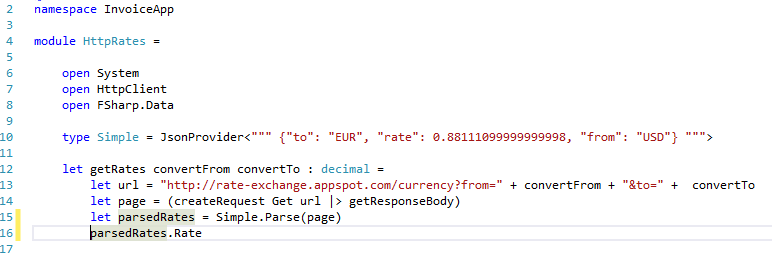 2 namespace InvoiceApp
3
4 module HttpRates =
5
6 open System
7 open HttpClient
8 open FSharp.Data
9
10 type Simple = JsonProvider<""" {"to": "EUR", "rate": 0.88111099999999998, "from": "USD"} """>
11
12 let getRates convertFrom convertTo : decimal =
13 let url = "http://rate-exchange.appspot.com/currency?from=" + convertFrom + "&to=" +  convertTo
14 let page = (createRequest Get url |> getResponseBody)
15 let parsedRates = Simple.Parse(page)
16 parsedRates.Rate
17